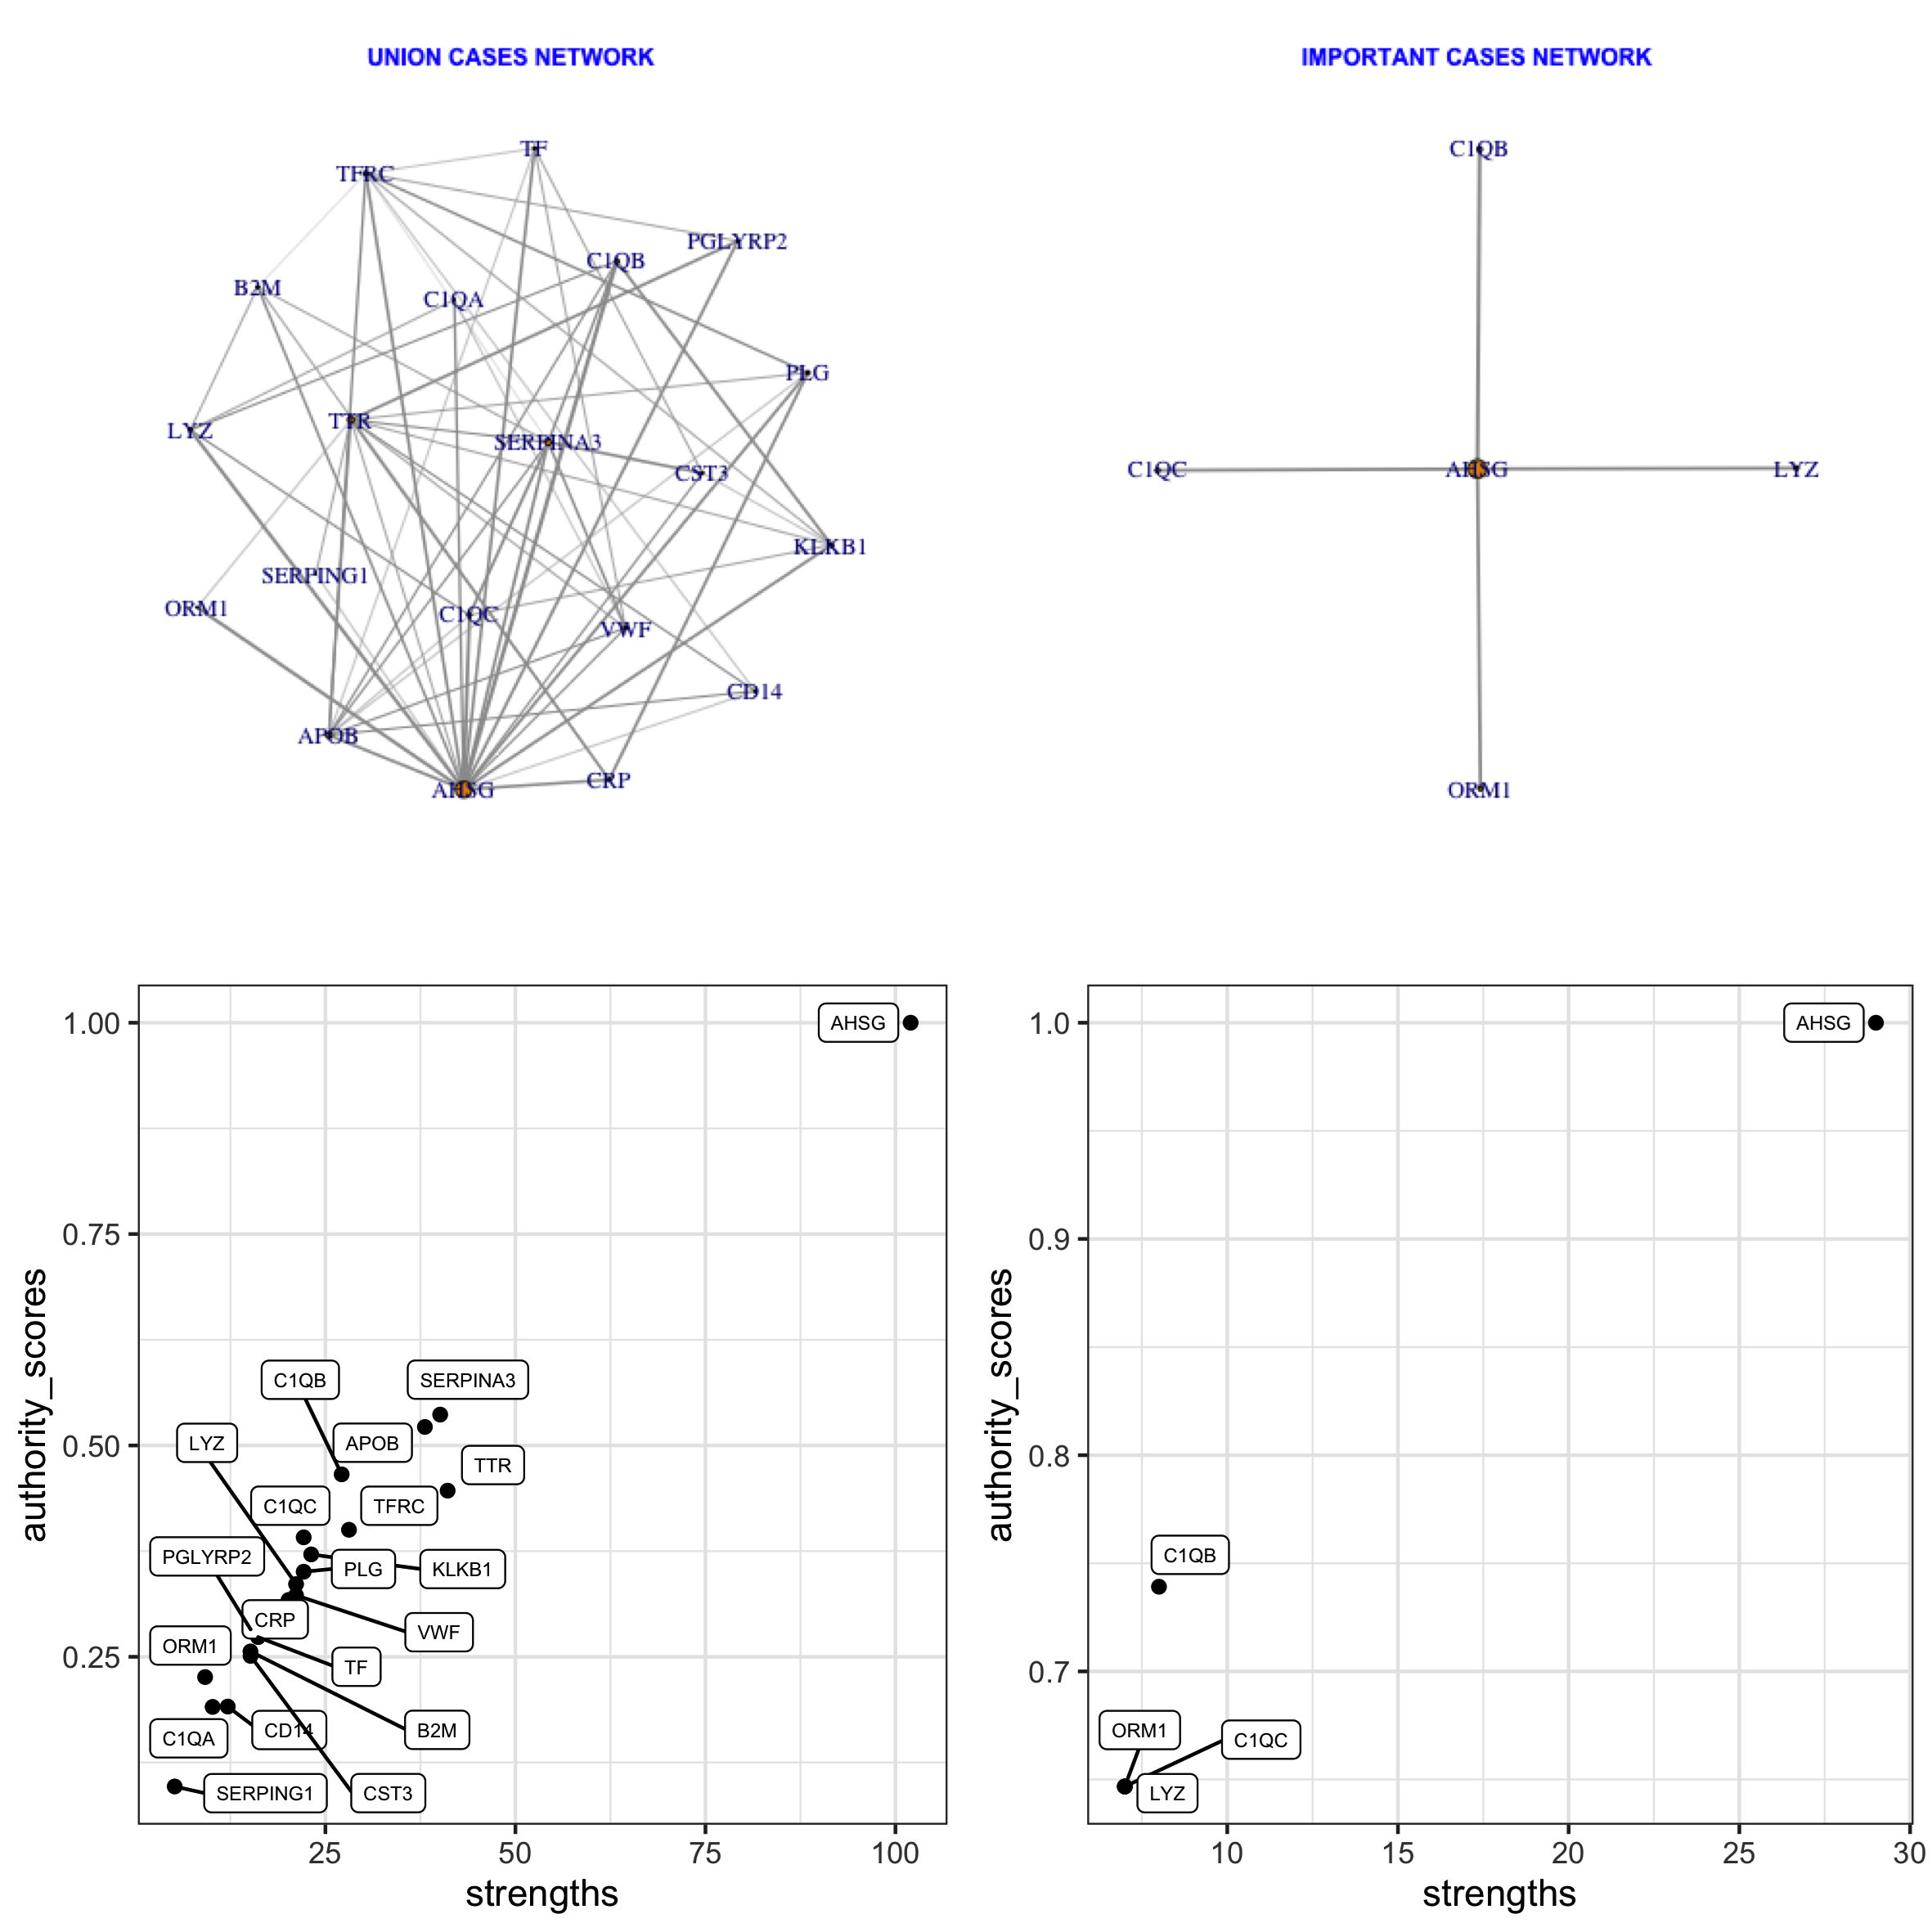 UNION CASES NETWORK
IMPORTANT CASES NETWORK
TF
TFRC
PGLYRP2
C1QB
B2M
C1QA
PLG
TTR
LYZ
SERPINA3
CST3
KLKB1
SERPING1
ORM1
C1QC
VWF
CD14
APOB
CRP
AHSG
C1QB
C1QC
AHSG
LYZ
ORM1
authority_scores
1.00
0.75
0.50
0.25
AHSG
C1QB
SERPINA3
LYZ
APOB
TTR
C1QC
TFRC
PGLYRP2
PLG
KLKB1
CRP
VWF
ORM1
TF
C1QA
CD14
B2M
SERPING1
CST3
25
50
75
100
strengths
authority_scores
1.0
0.9
0.8
0.7
AHSG
C1QB
ORM1
C1QC
LYZ
10
15
20
25
30
strengths